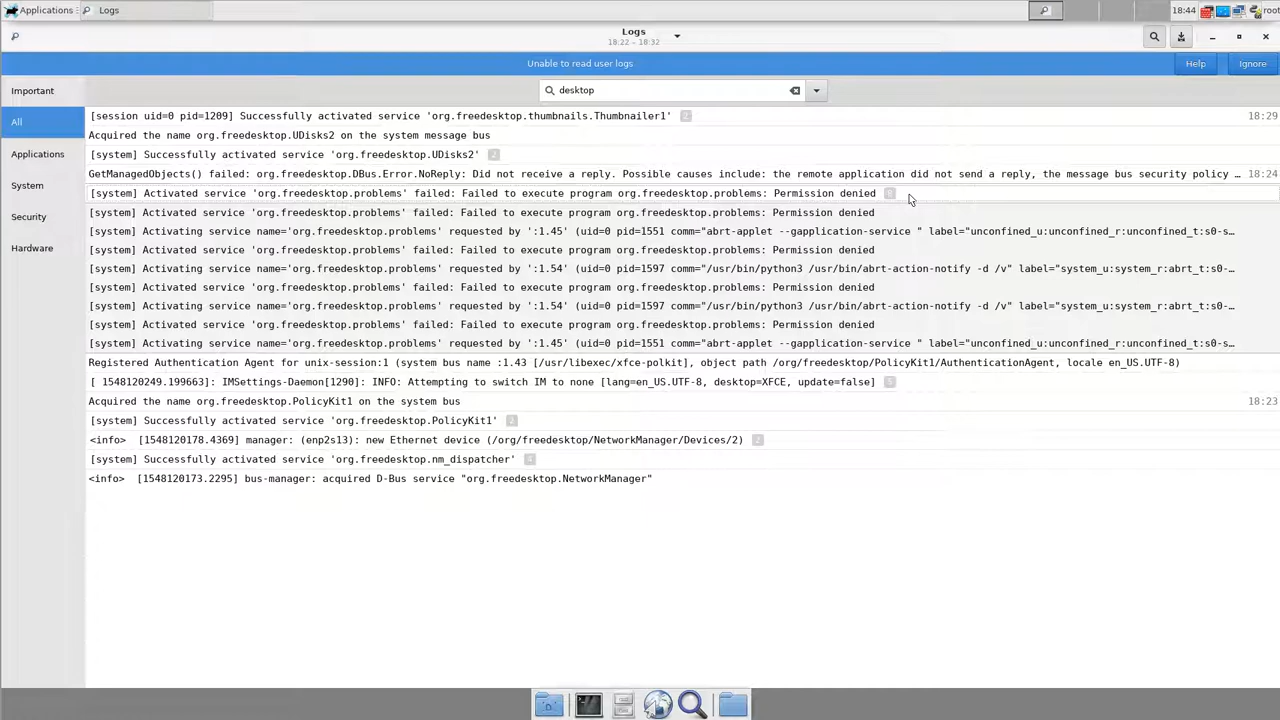 Applications
Logs
18:44
root
Logs
18:22 – 18:32
Unable to read user logs
Help
Ignore
Important
desktop
All
Applications
System
Security
Hardware
[session uid=0 pid=1209] Successfully activated service 'org.freedesktop.thumbnails.Thumbnailer1' 2 18:29
Acquired the name org.freedesktop.UDisks2 on the system message bus
[system] Successfully activated service 'org.freedesktop.UDisks2' 2
GetManagedObjects() failed: org.freedesktop.DBus.Error.NoReply: Did not receive a reply. Possible causes include: the remote application did not send a reply, the message bus security policy … 18:24
[system] Activated service 'org.freedesktop.problems' failed: Failed to execute program org.freedesktop.problems: Permission denied
[system] Activated service 'org.freedesktop.problems' failed: Failed to execute program org.freedesktop.problems: Permission denied
[system] Activating service name='org.freedesktop.problems' requested by ':1.45' (uid=0 pid=1551 comm="abrt-applet --gapplication-service " label="unconfined_u:unconfined_r:unconfined_t:s0-s…
[system] Activated service 'org.freedesktop.problems' failed: Failed to execute program org.freedesktop.problems: Permission denied
[system] Activating service name='org.freedesktop.problems' requested by ':1.54' (uid=0 pid=1597 comm="/usr/bin/python3 /usr/bin/abrt-action-notify -d /v" label="system_u:system_r:abrt_t:s0-…
[system] Activated service 'org.freedesktop.problems' failed: Failed to execute program org.freedesktop.problems: Permission denied
[system] Activating service name='org.freedesktop.problems' requested by ':1.54' (uid=0 pid=1597 comm="/usr/bin/python3 /usr/bin/abrt-action-notify -d /v" label="system_u:system_r:abrt_t:s0-…
[system] Activated service 'org.freedesktop.problems' failed: Failed to execute program org.freedesktop.problems: Permission denied
[system] Activating service name='org.freedesktop.problems' requested by ':1.45' (uid=0 pid=1551 comm="abrt-applet --gapplication-service " label="unconfined_u:unconfined_r:unconfined_t:s0-s…
Registered Authentication Agent for unix-session:1 (system bus name :1.43 [/usr/libexec/xfce-polkit], object path /org/freedesktop/PolicyKit1/AuthenticationAgent, locale en_US.UTF-8)
[ 1548120249.199663]: IMSettings-Daemon[1290]: INFO: Attempting to switch IM to none [lang=en_US.UTF-8, desktop=XFCE, update=false] 5
Acquired the name org.freedesktop.PolicyKit1 on the system bus 18:23
[system] Successfully activated service 'org.freedesktop.PolicyKit1' 2
<info> [1548120178.4369] manager: (enp2s13): new Ethernet device (/org/freedesktop/NetworkManager/Devices/2) 2
[system] Successfully activated service 'org.freedesktop.nm_dispatcher' 4
<info> [1548120173.2295] bus-manager: acquired D-Bus service "org.freedesktop.NetworkManager"